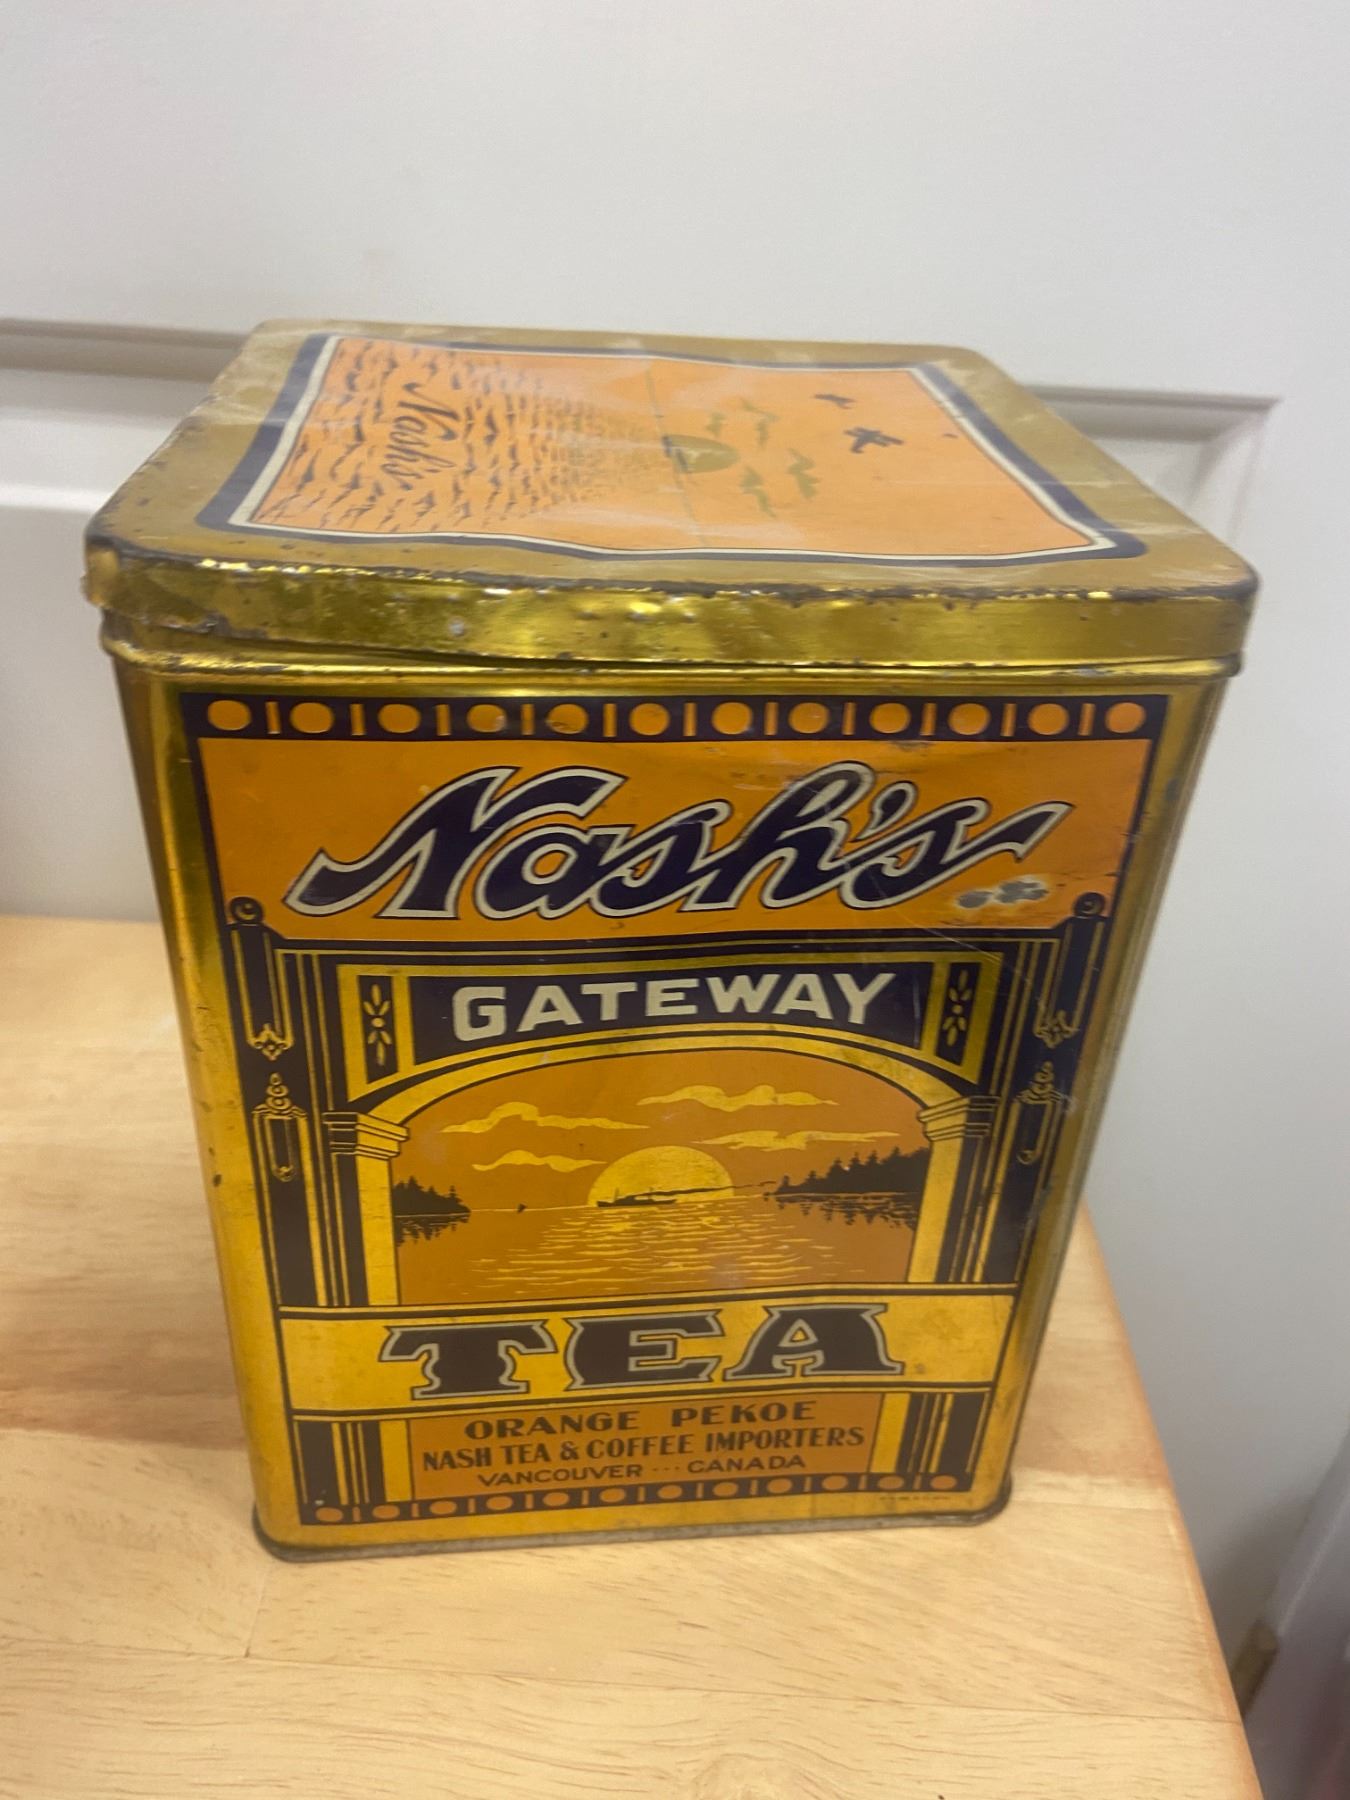 Nash's
Nash's
GATEWAY
TEA
ORANGE PEKOE
NASH TEA & COFFEE IMPORTERS
VANCOUVER --- CANADA